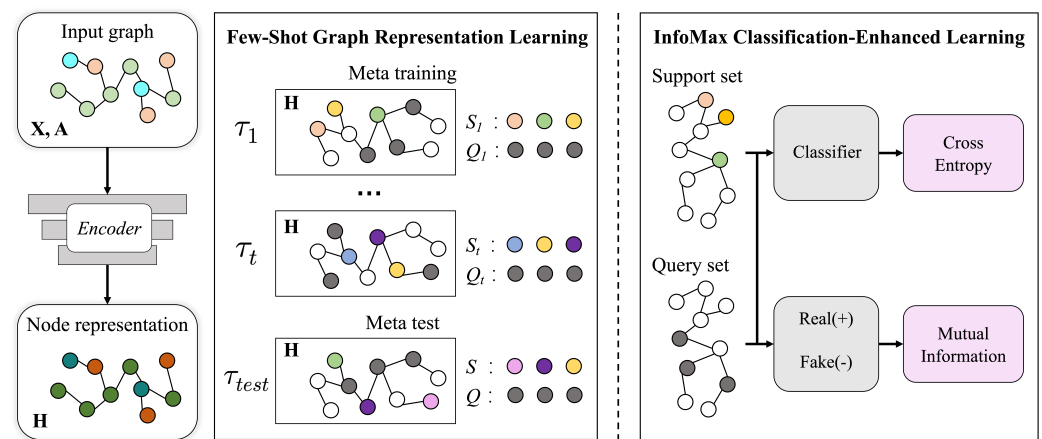 Input graph
X, A
Encoder
Node representation
H
Few-Shot Graph Representation Learning
Meta training
τ1
H
S1 :
Q1 :
...
τt
H
St :
Qt :
Meta test
τtest
H
S :
Q :
InfoMax Classification-Enhanced Learning
Support set
Classifier
Cross
Entropy
Query set
Real(+)
Fake(-)
Mutual
Information